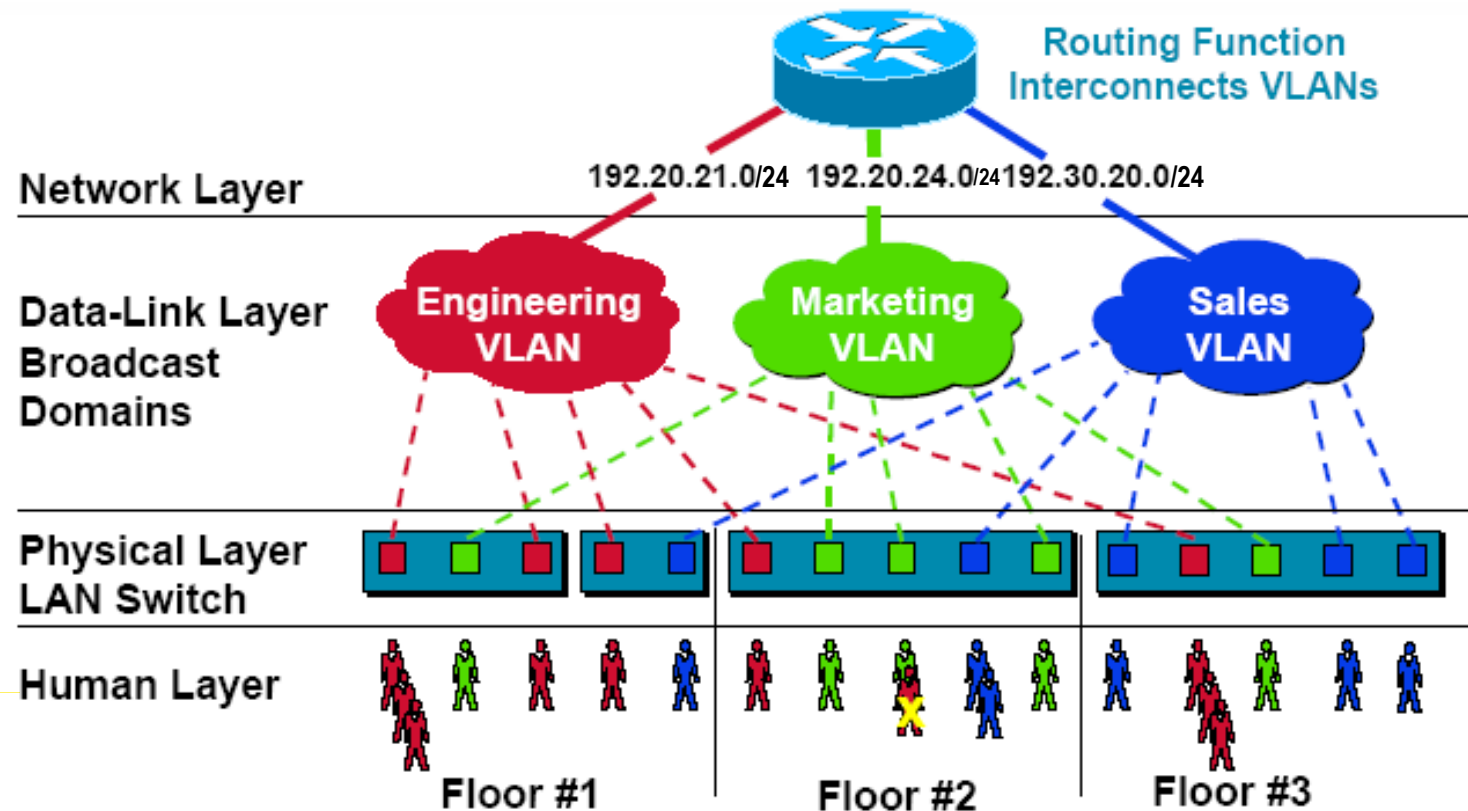 Routing Function
Interconnects VLANs
192.20.21.0/24 192.20.24.0/24 192.30.20.0/24
Network Layer
Engineering
VLAN
Marketing
VLAN
Sales
VLAN
Data-Link Layer
Broadcast
Domains
Physical Layer
LAN Switch
Human Layer
X
Floor #1
Floor #2
Floor #3